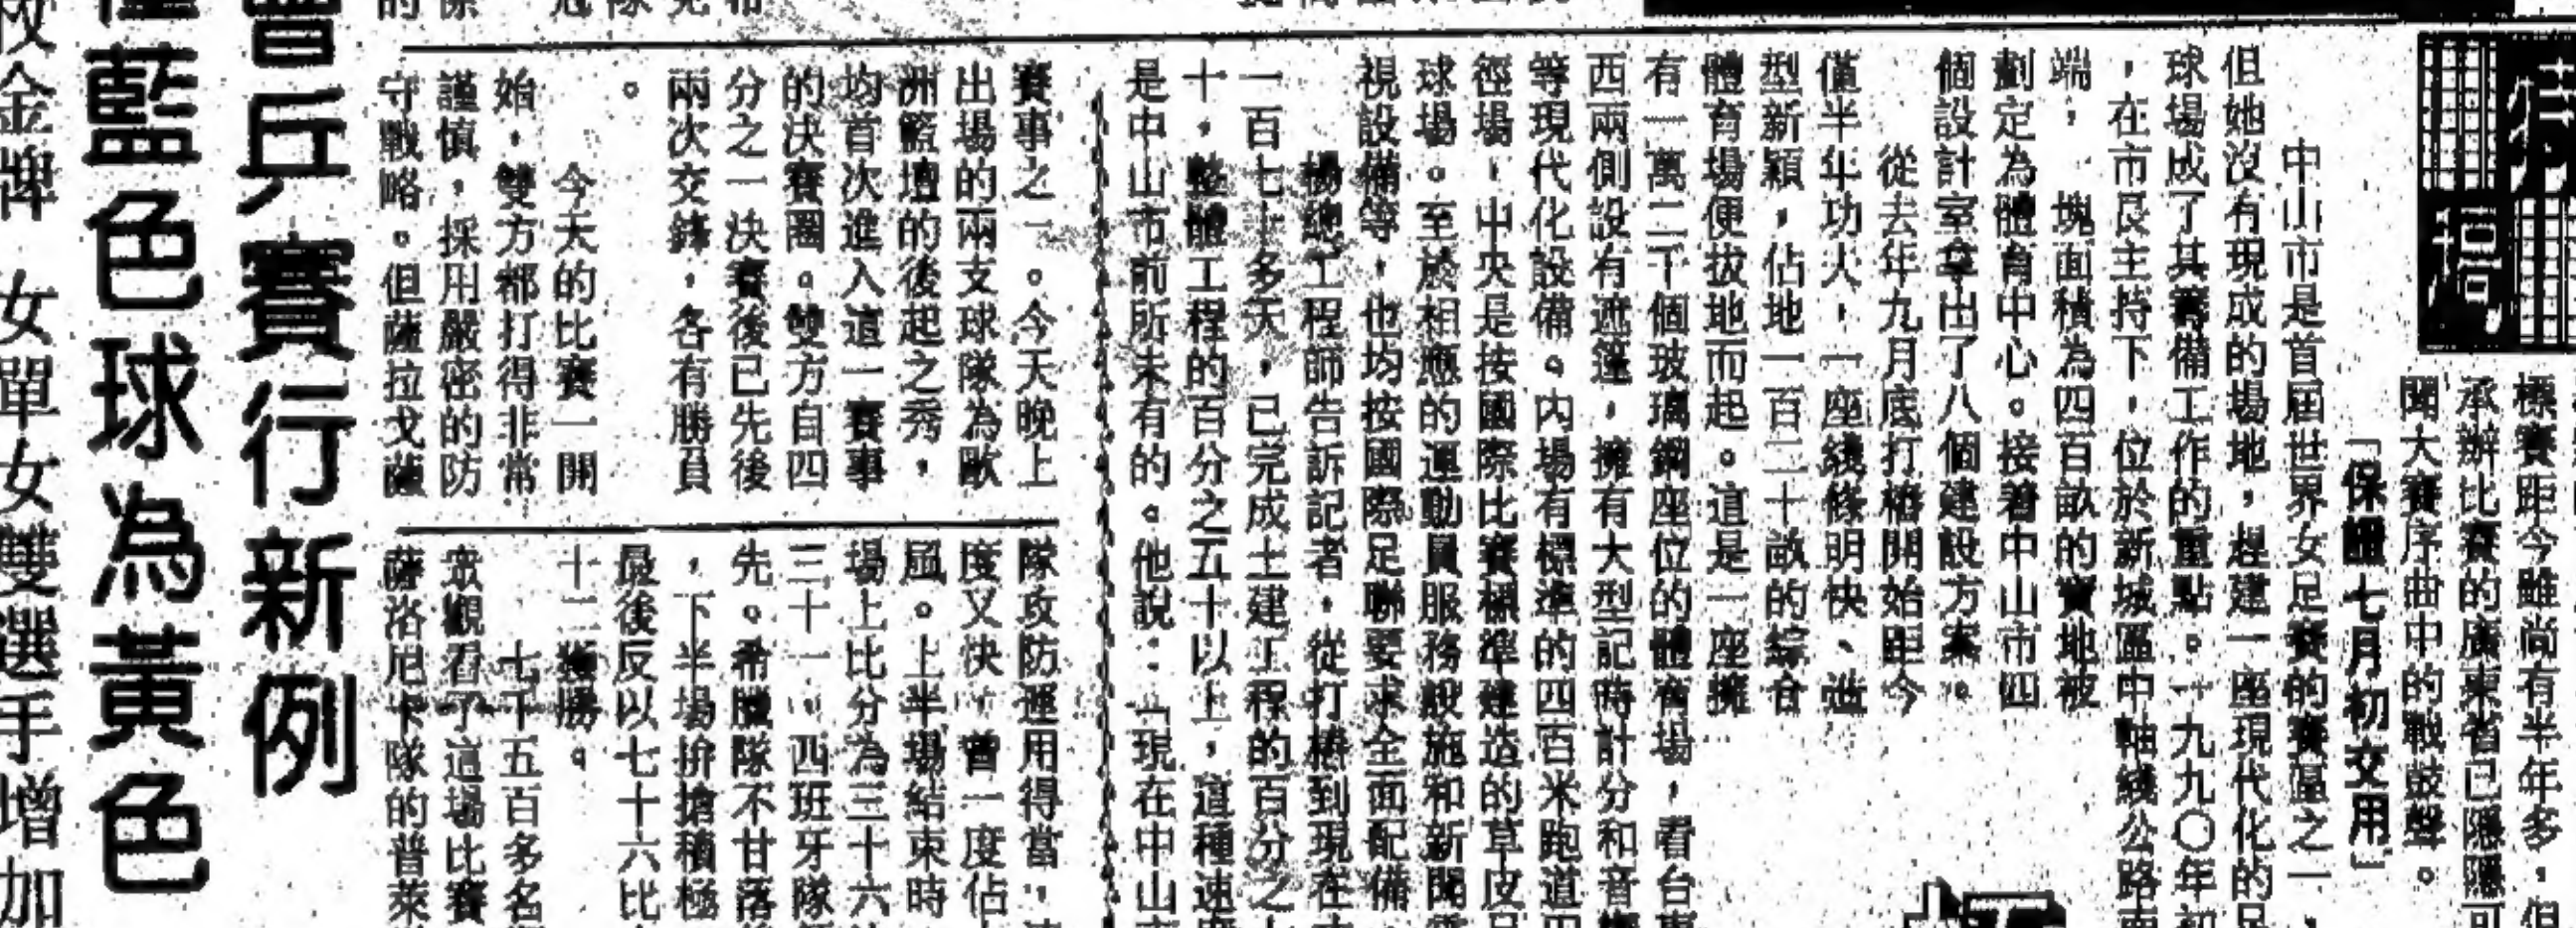 特稿
標賽距今雖尚有半年多，但
承辦比賽的廣東省已隱隱可
聞大賽序曲中的戰鼓聲。
「保證七月初交用」
中山市是首屆世界女足賽的賽區之一，
但她沒有現成的場地，趕建一座現代化的足
球場成了其籌備工作的重點。一九九〇年初
，在市長主持下，位於新城區中軸綫公路西
端，一塊面積為四百畝的寶地被
劃定為體育中心。接着中山市四
個設計室拿出了八個建設方案。
從去年九月底打樁開始距今
僅半年功夫，一座綫條明快、造
型新穎，佔地一百二十畝的綜合
體育場便拔地而起。這是一座擁
有一萬二千個玻璃鋼座位的體育場，看台東
西兩側設有遮篷，擁有大型記時計分和音響
等現代化設備。內場有標準的四百米跑道田
徑場，中央是按國際比賽標準建造的草皮足
球場。至於相應的運動員服務設施和新聞電
視設備等，也均按國際足聯要求全面配備
楊總工程師告訴記者，從打樁到現在才
一百七十多天，已完成土建工程的百分之
十，整體工程的百分之五十以上，這種速度
是中山市前所未有的。他說：「現在中山市
賽事之一。今天晚上
出場的兩支球隊為歐
洲籃壇的後起之秀，
均首次進入這一賽事
的決賽圈。雙方自四
分之一決賽後已先後
兩次交鋒，各有勝負
。
今天的比賽一開
始，雙方都打得非常
謹慎，採用嚴密的防
守戰略。但薩拉戈薩
隊攻防運用得當，速
度又快，曾一度佔上
風。上半場結束時
場上比分為三十六比
三十一，西班牙隊領
先。希臘隊不甘落後
，下半場拚搶積極
最後反以七十六比
十二獲勝。
七千五百多名
眾觀看了這場比賽
薩洛尼卡隊的普萊
乒賽行新例
藍色球為黃色
枚金牌 女單女雙選手增加